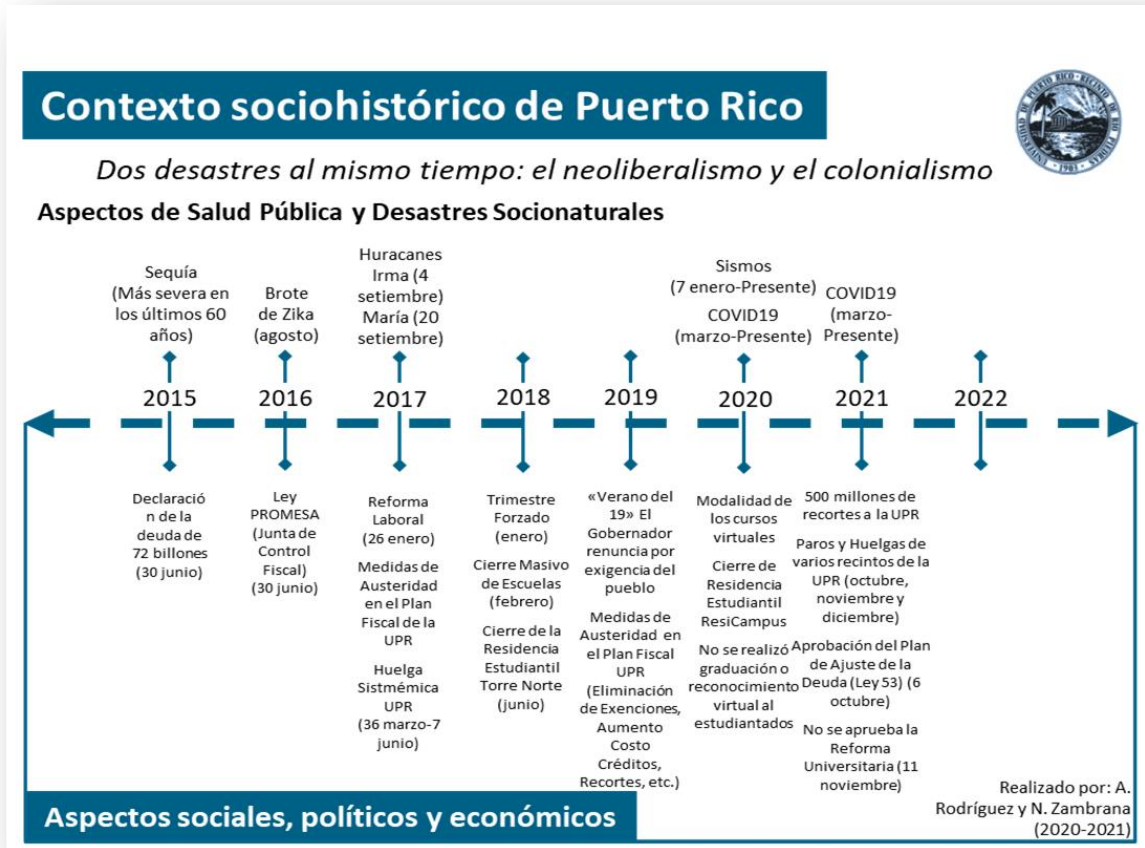 Contexto sociohistórico de Puerto Rico
UNIVERSIDAD DE PUERTO RICO · RECINTO DE RIO PIEDRAS
· 1903 ·
Dos desastres al mismo tiempo: el neoliberalismo y el colonialismo
Aspectos de Salud Pública y Desastres Socionaturales
Sequía
(Más severa en
los últimos 60
años)
Brote
de Zika
(agosto)
Huracanes
Irma (4
setiembre)
María (20
setiembre)
Sismos
(7 enero-Presente)
COVID19
(marzo-Presente)
COVID19
(marzo-
Presente)
2015
2016
2017
2018
2019
2020
2021
2022
Declaració
n de la
deuda de
72 billones
(30 junio)
Ley
PROMESA
(Junta de
Control
Fiscal)
(30 junio)
Reforma
Laboral
(26 enero)
Medidas de
Austeridad
en el Plan
Fiscal de la
UPR
Huelga
Sistmémica
UPR
(36 marzo-7
junio)
Trimestre
Forzado
(enero)
Cierre Masivo
de Escuelas
(febrero)
Cierre de la
Residencia
Estudiantil
Torre Norte
(junio)
«Verano del
19» El
Gobernador
renuncia por
exigencia del
pueblo
Medidas de
Austeridad en
el Plan Fiscal
UPR
(Eliminación
de Exenciones,
Aumento
Costo
Créditos,
Recortes, etc.)
Modalidad de
los cursos
virtuales
Cierre de
Residencia
Estudiantil
ResiCampus
No se realizó
graduación o
reconocimiento
virtual al
estudiantados
500 millones de
recortes a la UPR
Paros y Huelgas de
varios recintos de la
UPR (octubre,
noviembre y
diciembre)
Aprobación del Plan
de Ajuste de la
Deuda (Ley 53) (6
octubre)
No se aprueba la
Reforma
Universitaria (11
noviembre)
Aspectos sociales, políticos y económicos
Realizado por: A.
Rodríguez y N. Zambrana
(2020-2021)